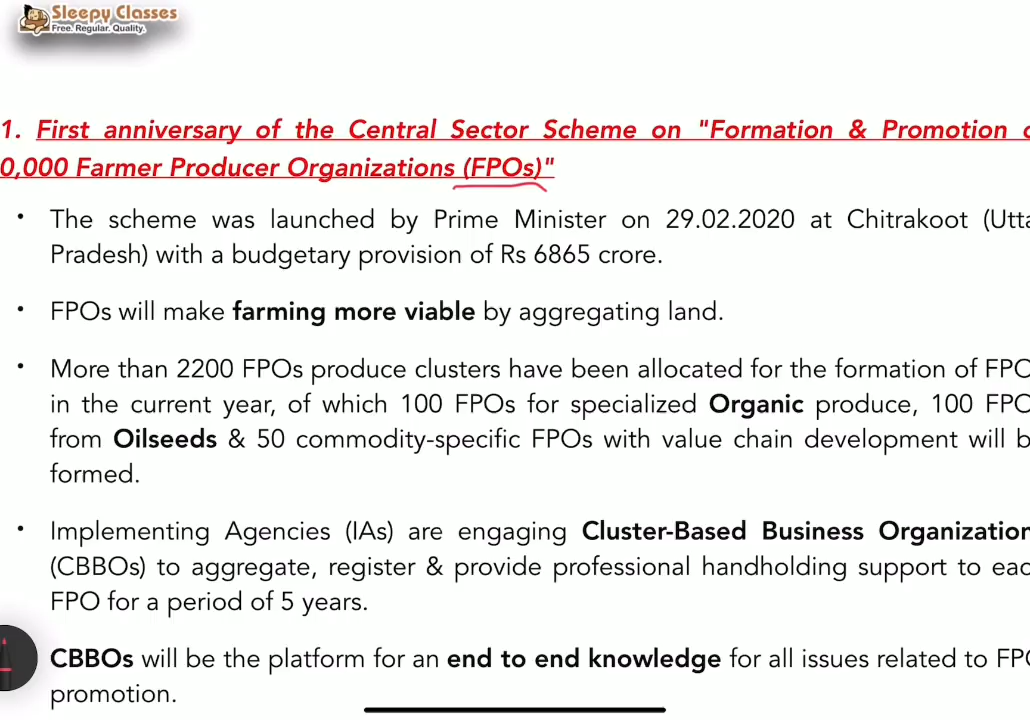 Sleepy Classes
Free. Regular. Quality.
1. First anniversary of the Central Sector Scheme on "Formation & Promotion o
0,000 Farmer Producer Organizations (FPOs)"
• The scheme was launched by Prime Minister on 29.02.2020 at Chitrakoot (Utta
Pradesh) with a budgetary provision of Rs 6865 crore.
• FPOs will make farming more viable by aggregating land.
• More than 2200 FPOs produce clusters have been allocated for the formation of FPO
in the current year, of which 100 FPOs for specialized Organic produce, 100 FPO
from Oilseeds & 50 commodity-specific FPOs with value chain development will b
formed.
• Implementing Agencies (IAs) are engaging Cluster-Based Business Organization
(CBBOs) to aggregate, register & provide professional handholding support to eac
FPO for a period of 5 years.
CBBOs will be the platform for an end to end knowledge for all issues related to FPO
promotion.